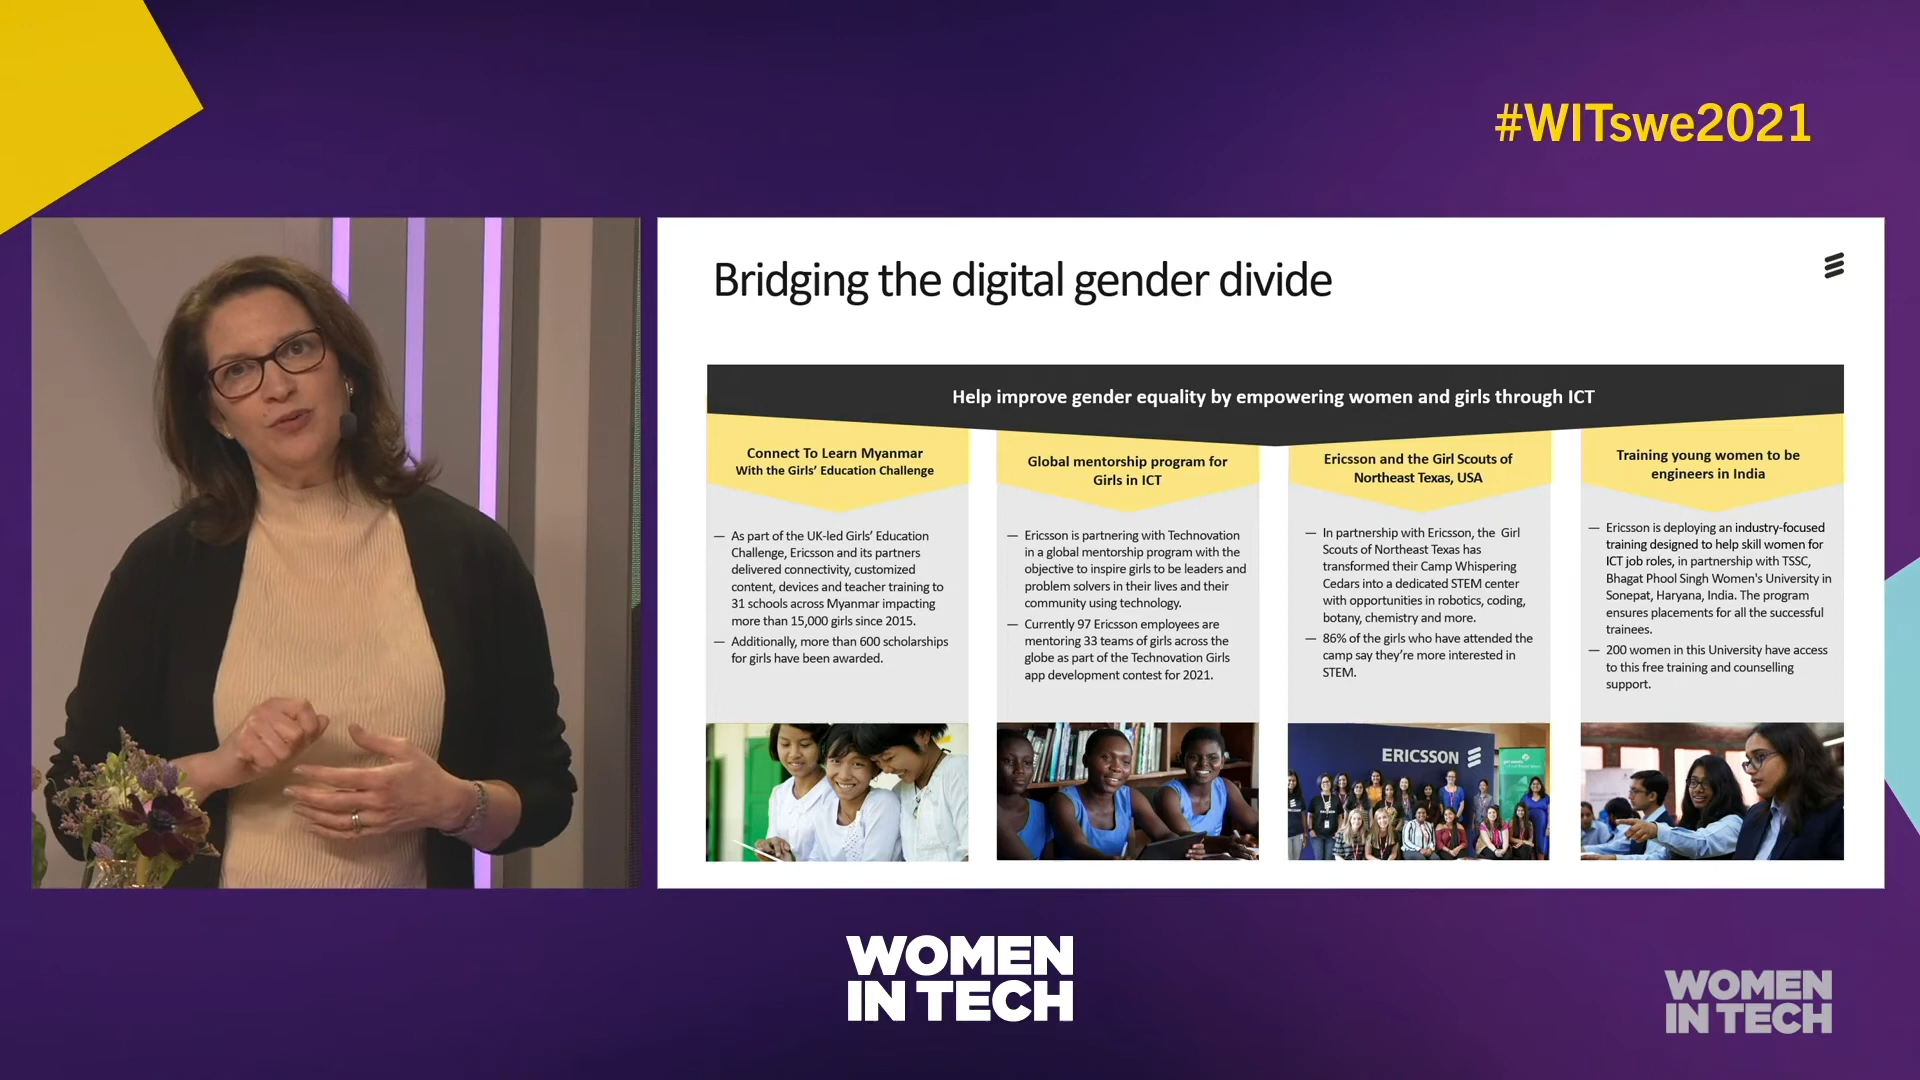 #WITswe2021
Bridging the digital gender divide
Help improve gender equality by empowering women and girls through ICT
Connect To Learn Myanmar
With the Girls' Education Challenge
— As part of the UK-led Girls' Education
Challenge, Ericsson and its partners
delivered connectivity, customized
content, devices and teacher training to
31 schools across Myanmar impacting
more than 15,000 girls since 2015.
— Additionally, more than 600 scholarships
for girls have been awarded.
Global mentorship program for
Girls in ICT
— Ericsson is partnering with Technovation
in a global mentorship program with the
objective to inspire girls to be leaders and
problem solvers in their lives and their
community using technology.
— Currently 97 Ericsson employees are
mentoring 33 teams of girls across the
globe as part of the Technovation Girls
app development contest for 2021.
Ericsson and the Girl Scouts of
Northeast Texas, USA
— In partnership with Ericsson, the Girl
Scouts of Northeast Texas has
transformed their Camp Whispering
Cedars into a dedicated STEM center
with opportunities in robotics, coding,
botany, chemistry and more.
— 86% of the girls who have attended the
camp say they're more interested in
STEM.
ERICSSON
Training young women to be
engineers in India
— Ericsson is deploying an industry-focused
training designed to help skill women for
ICT job roles, in partnership with TSSC,
Bhagat Phool Singh Women's University in
Sonepat, Haryana, India. The program
ensures placements for all the successful
trainees.
— 200 women in this University have access
to this free training and counselling
support.
WOMEN
IN TECH
WOMEN
IN TECH